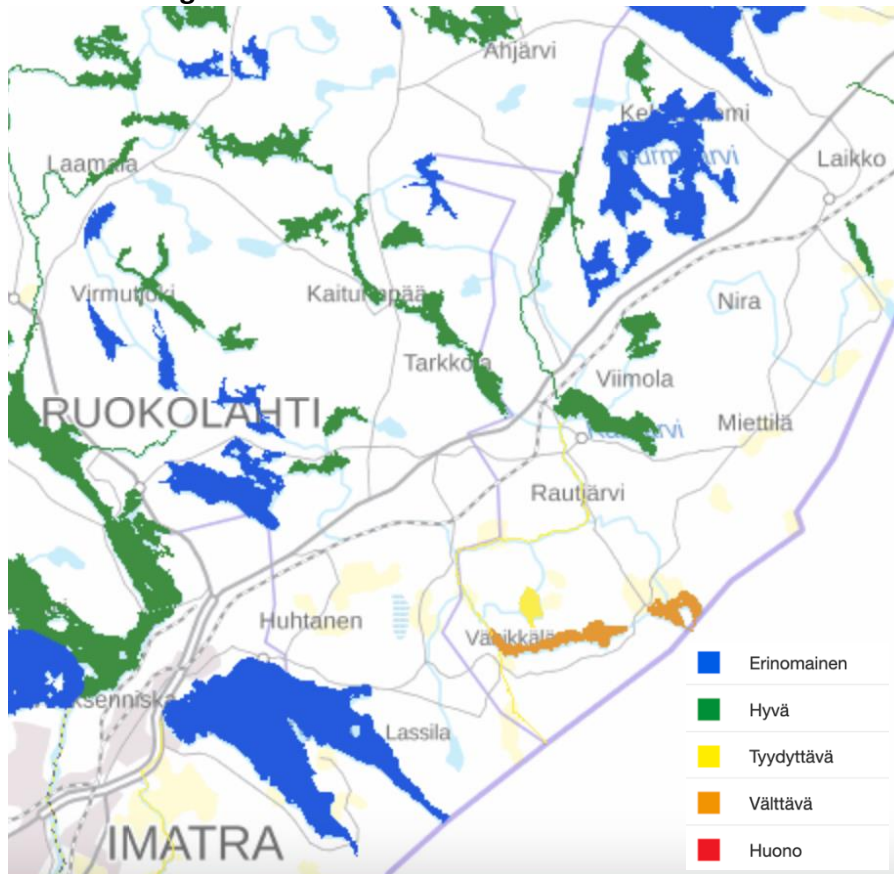 Ahjärvi
Laikko
Laamala
Virmutjoki
Nira
Tarkkola
Viimola
RUOKOLAHTI
Miettilä
Rautjärvi
Huhtanen
Lassila
IMATRA
Erinomainen
Hyvä
Tyydyttävä
Välttävä
Huono